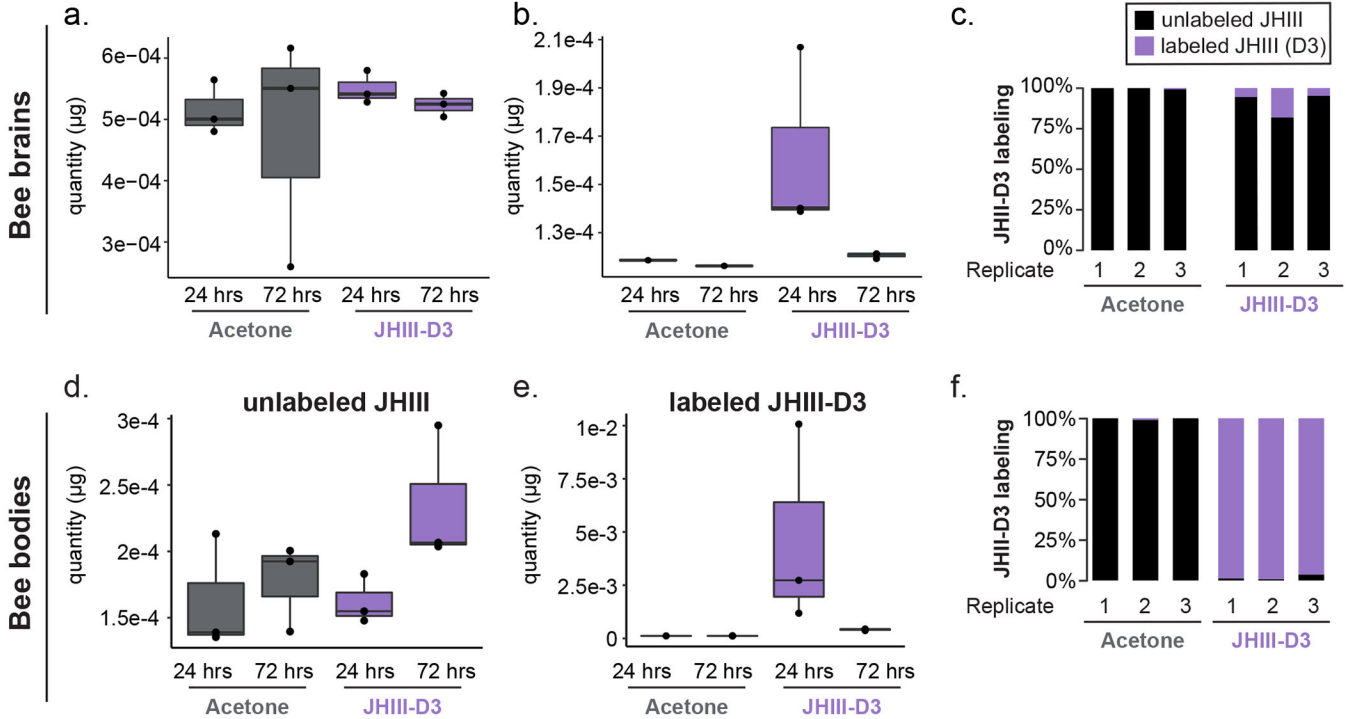 a.
b.
c.
unlabeled JHIII
labeled JHIII (D3)
Bee brains
quantity (µg)
6e−04
5e−04
4e−04
3e−04
24 hrs 72 hrs 24 hrs 72 hrs
Acetone JHIII-D3
quantity (µg)
2.1e-4
1.9e-4
1.7e-4
1.5e-4
1.3e-4
24 hrs 72 hrs 24 hrs 72 hrs
Acetone JHIII-D3
JHII-D3 labeling
100%
75%
50%
25%
0%
Replicate 1 2 3 1 2 3
Acetone JHIII-D3
d.
e.
f.
Bee bodies
unlabeled JHIII
quantity (µg)
3e-4
2.5e-4
2e-4
1.5e-4
24 hrs 72 hrs 24 hrs 72 hrs
Acetone JHIII-D3
labeled JHIII-D3
quantity (µg)
1e-2
7.5e-3
5e-3
2.5e-3
0
24 hrs 72 hrs 24 hrs 72 hrs
Acetone JHIII-D3
JHII-D3 labeling
100%
75%
50%
25%
0%
Replicate 1 2 3 1 2 3
Acetone JHIII-D3